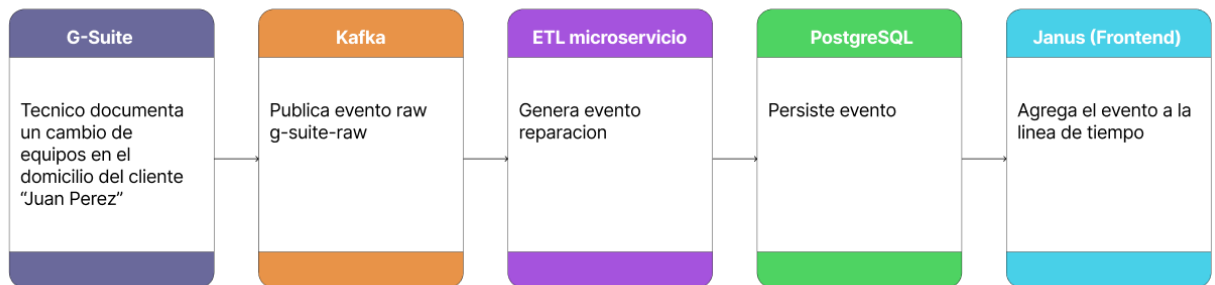 G-Suite
Tecnico documenta
un cambio de
equipos en el
domicilio del cliente
“Juan Perez”
Kafka
Publica evento raw
g-suite-raw
ETL microservicio
Genera evento
reparacion
PostgreSQL
Persiste evento
Janus (Frontend)
Agrega el evento a la
linea de tiempo